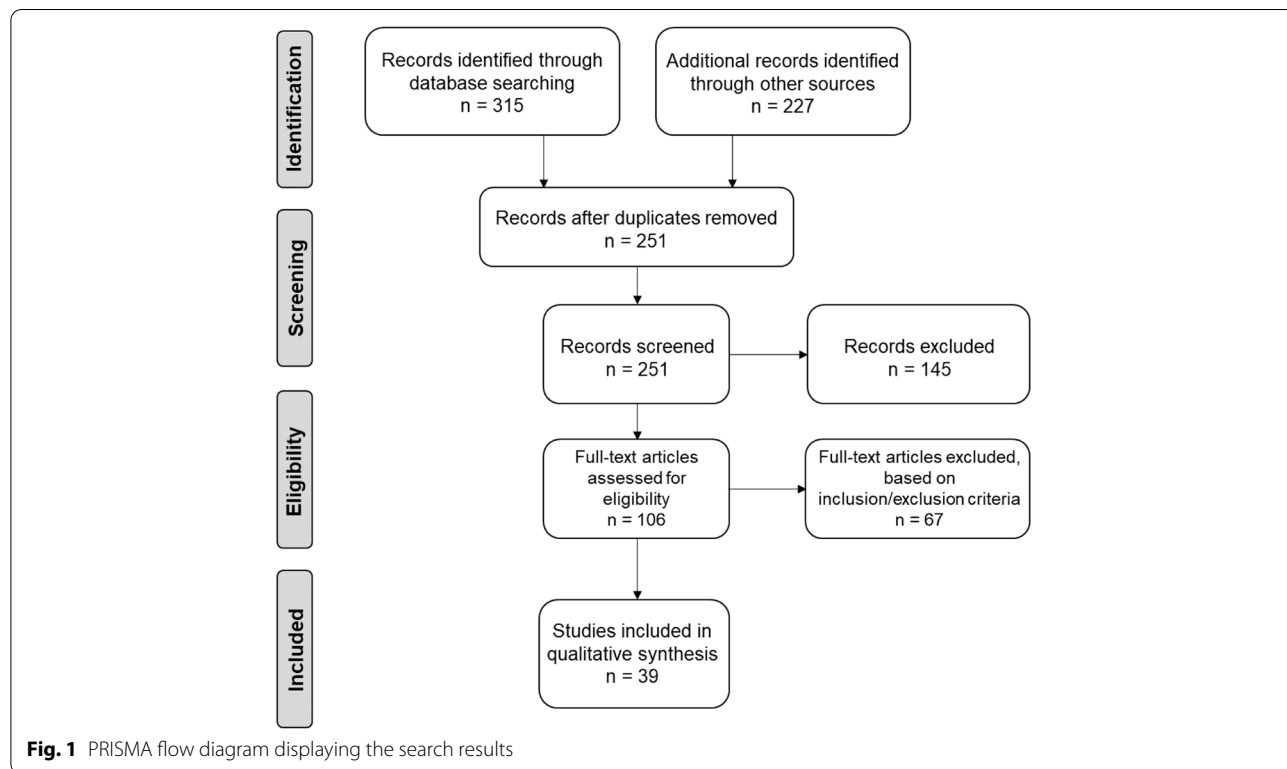 Identification
Records identified through
database searching
n = 315
Additional records identified
through other sources
n = 227
Screening
Records after duplicates removed
n = 251
Records screened
n = 251
Records excluded
n = 145
Eligibility
Full-text articles
assessed for
eligibility
n = 106
Full-text articles excluded,
based on
inclusion/exclusion criteria
n = 67
Included
Studies included in
qualitative synthesis
n = 39
Fig. 1 PRISMA flow diagram displaying the search results